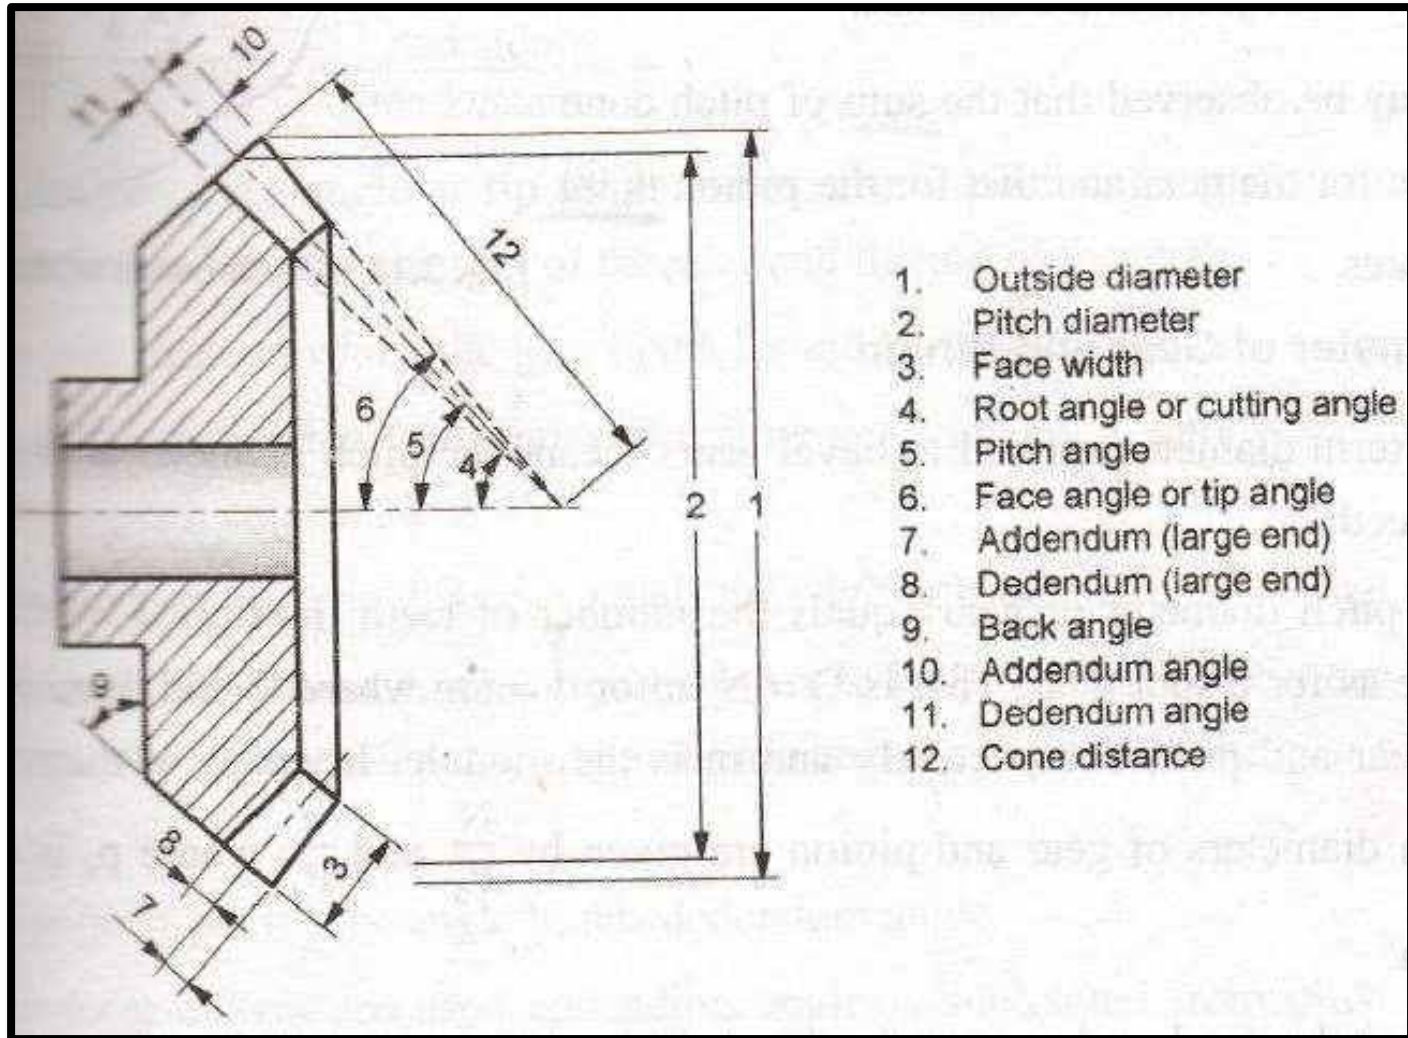 10
11
12
6
5
4
2
1
9
8
7
3
1. Outside diameter
2. Pitch diameter
3. Face width
4. Root angle or cutting angle
5. Pitch angle
6. Face angle or tip angle
7. Addendum (large end)
8. Dedendum (large end)
9. Back angle
10. Addendum angle
11. Dedendum angle
12. Cone distance